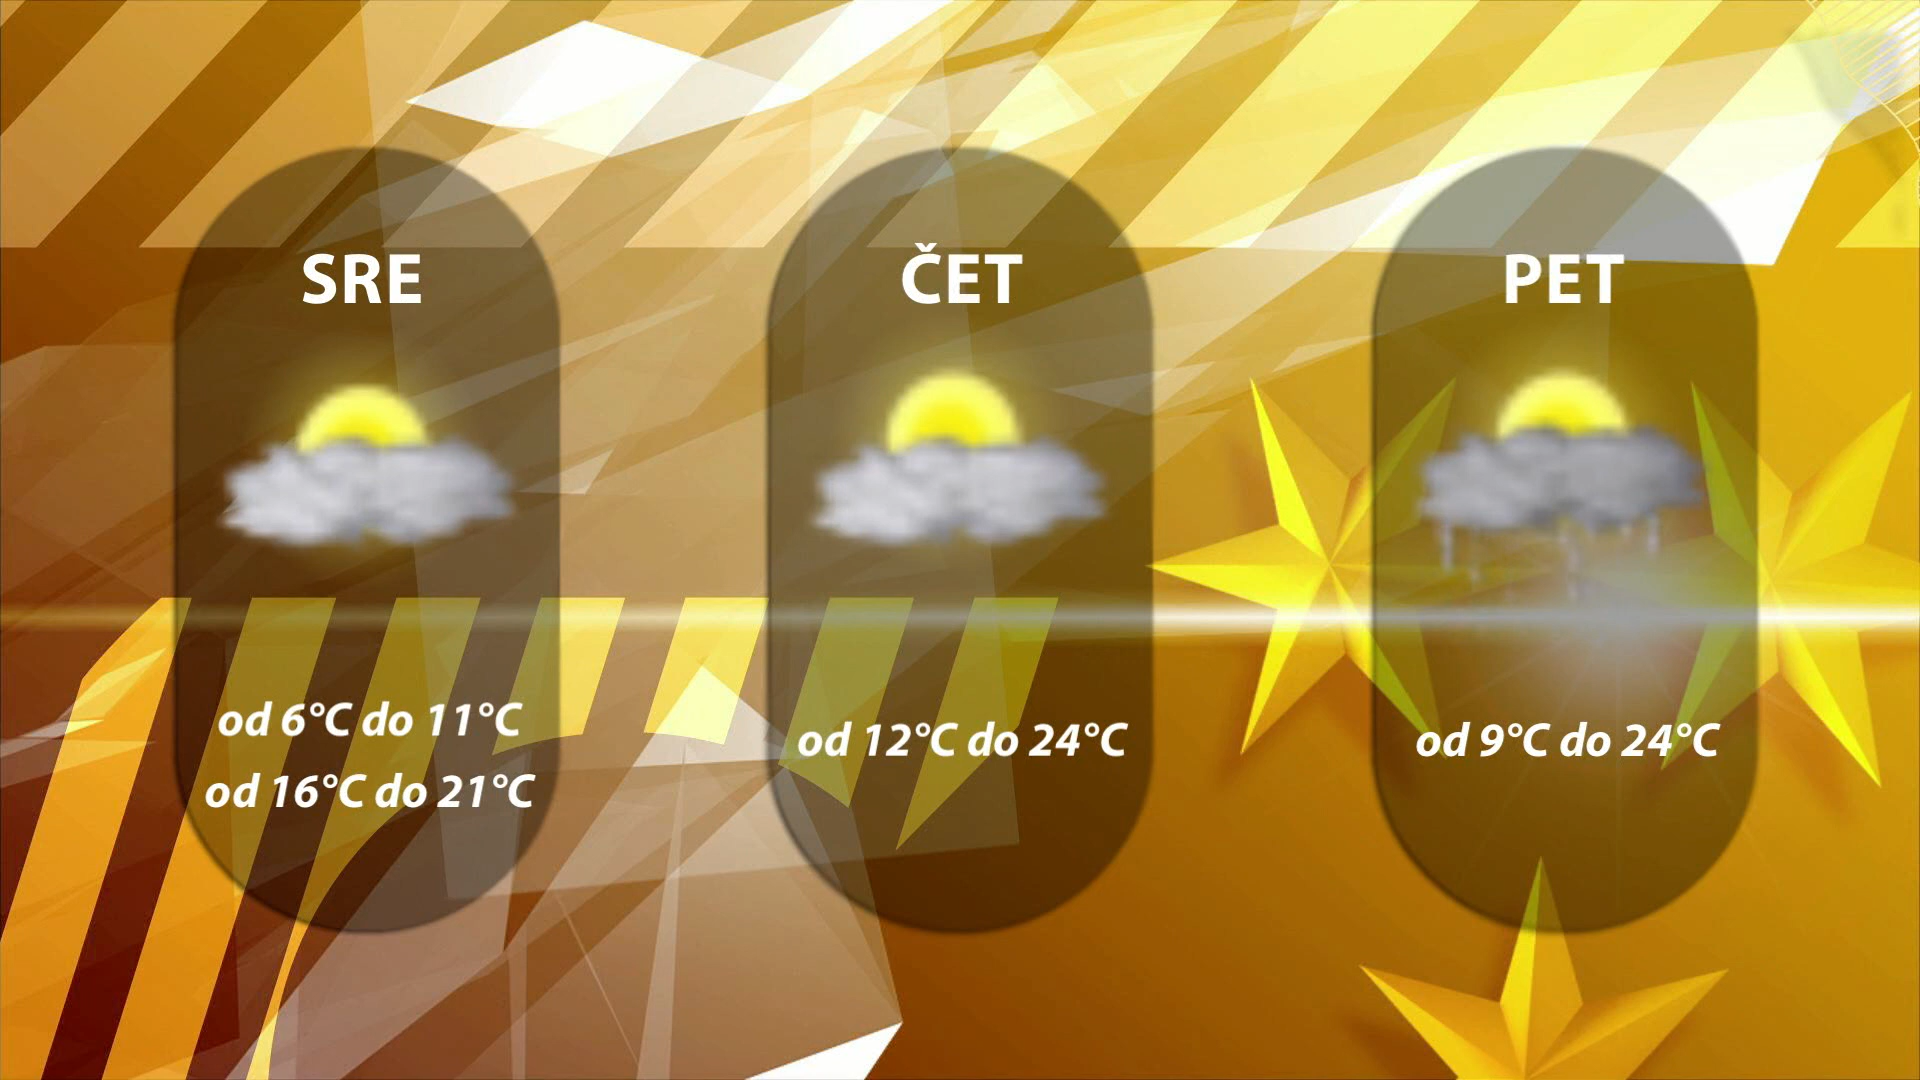 SRE
od 6°C do 11°C
od 16°C do 21°C
ČET
od 12°C do 24°C
PET
od 9°C do 24°C